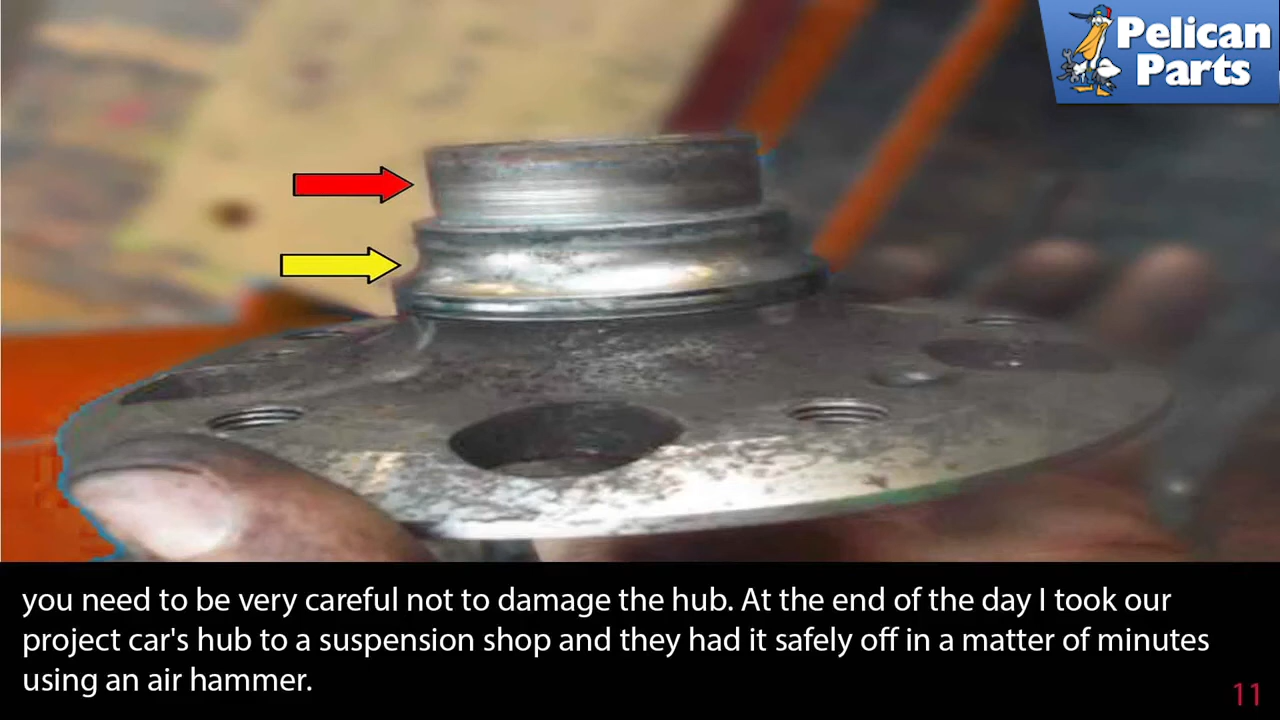 Pelican
Parts
you need to be very careful not to damage the hub. At the end of the day I took our
project car's hub to a suspension shop and they had it safely off in a matter of minutes
using an air hammer.
11